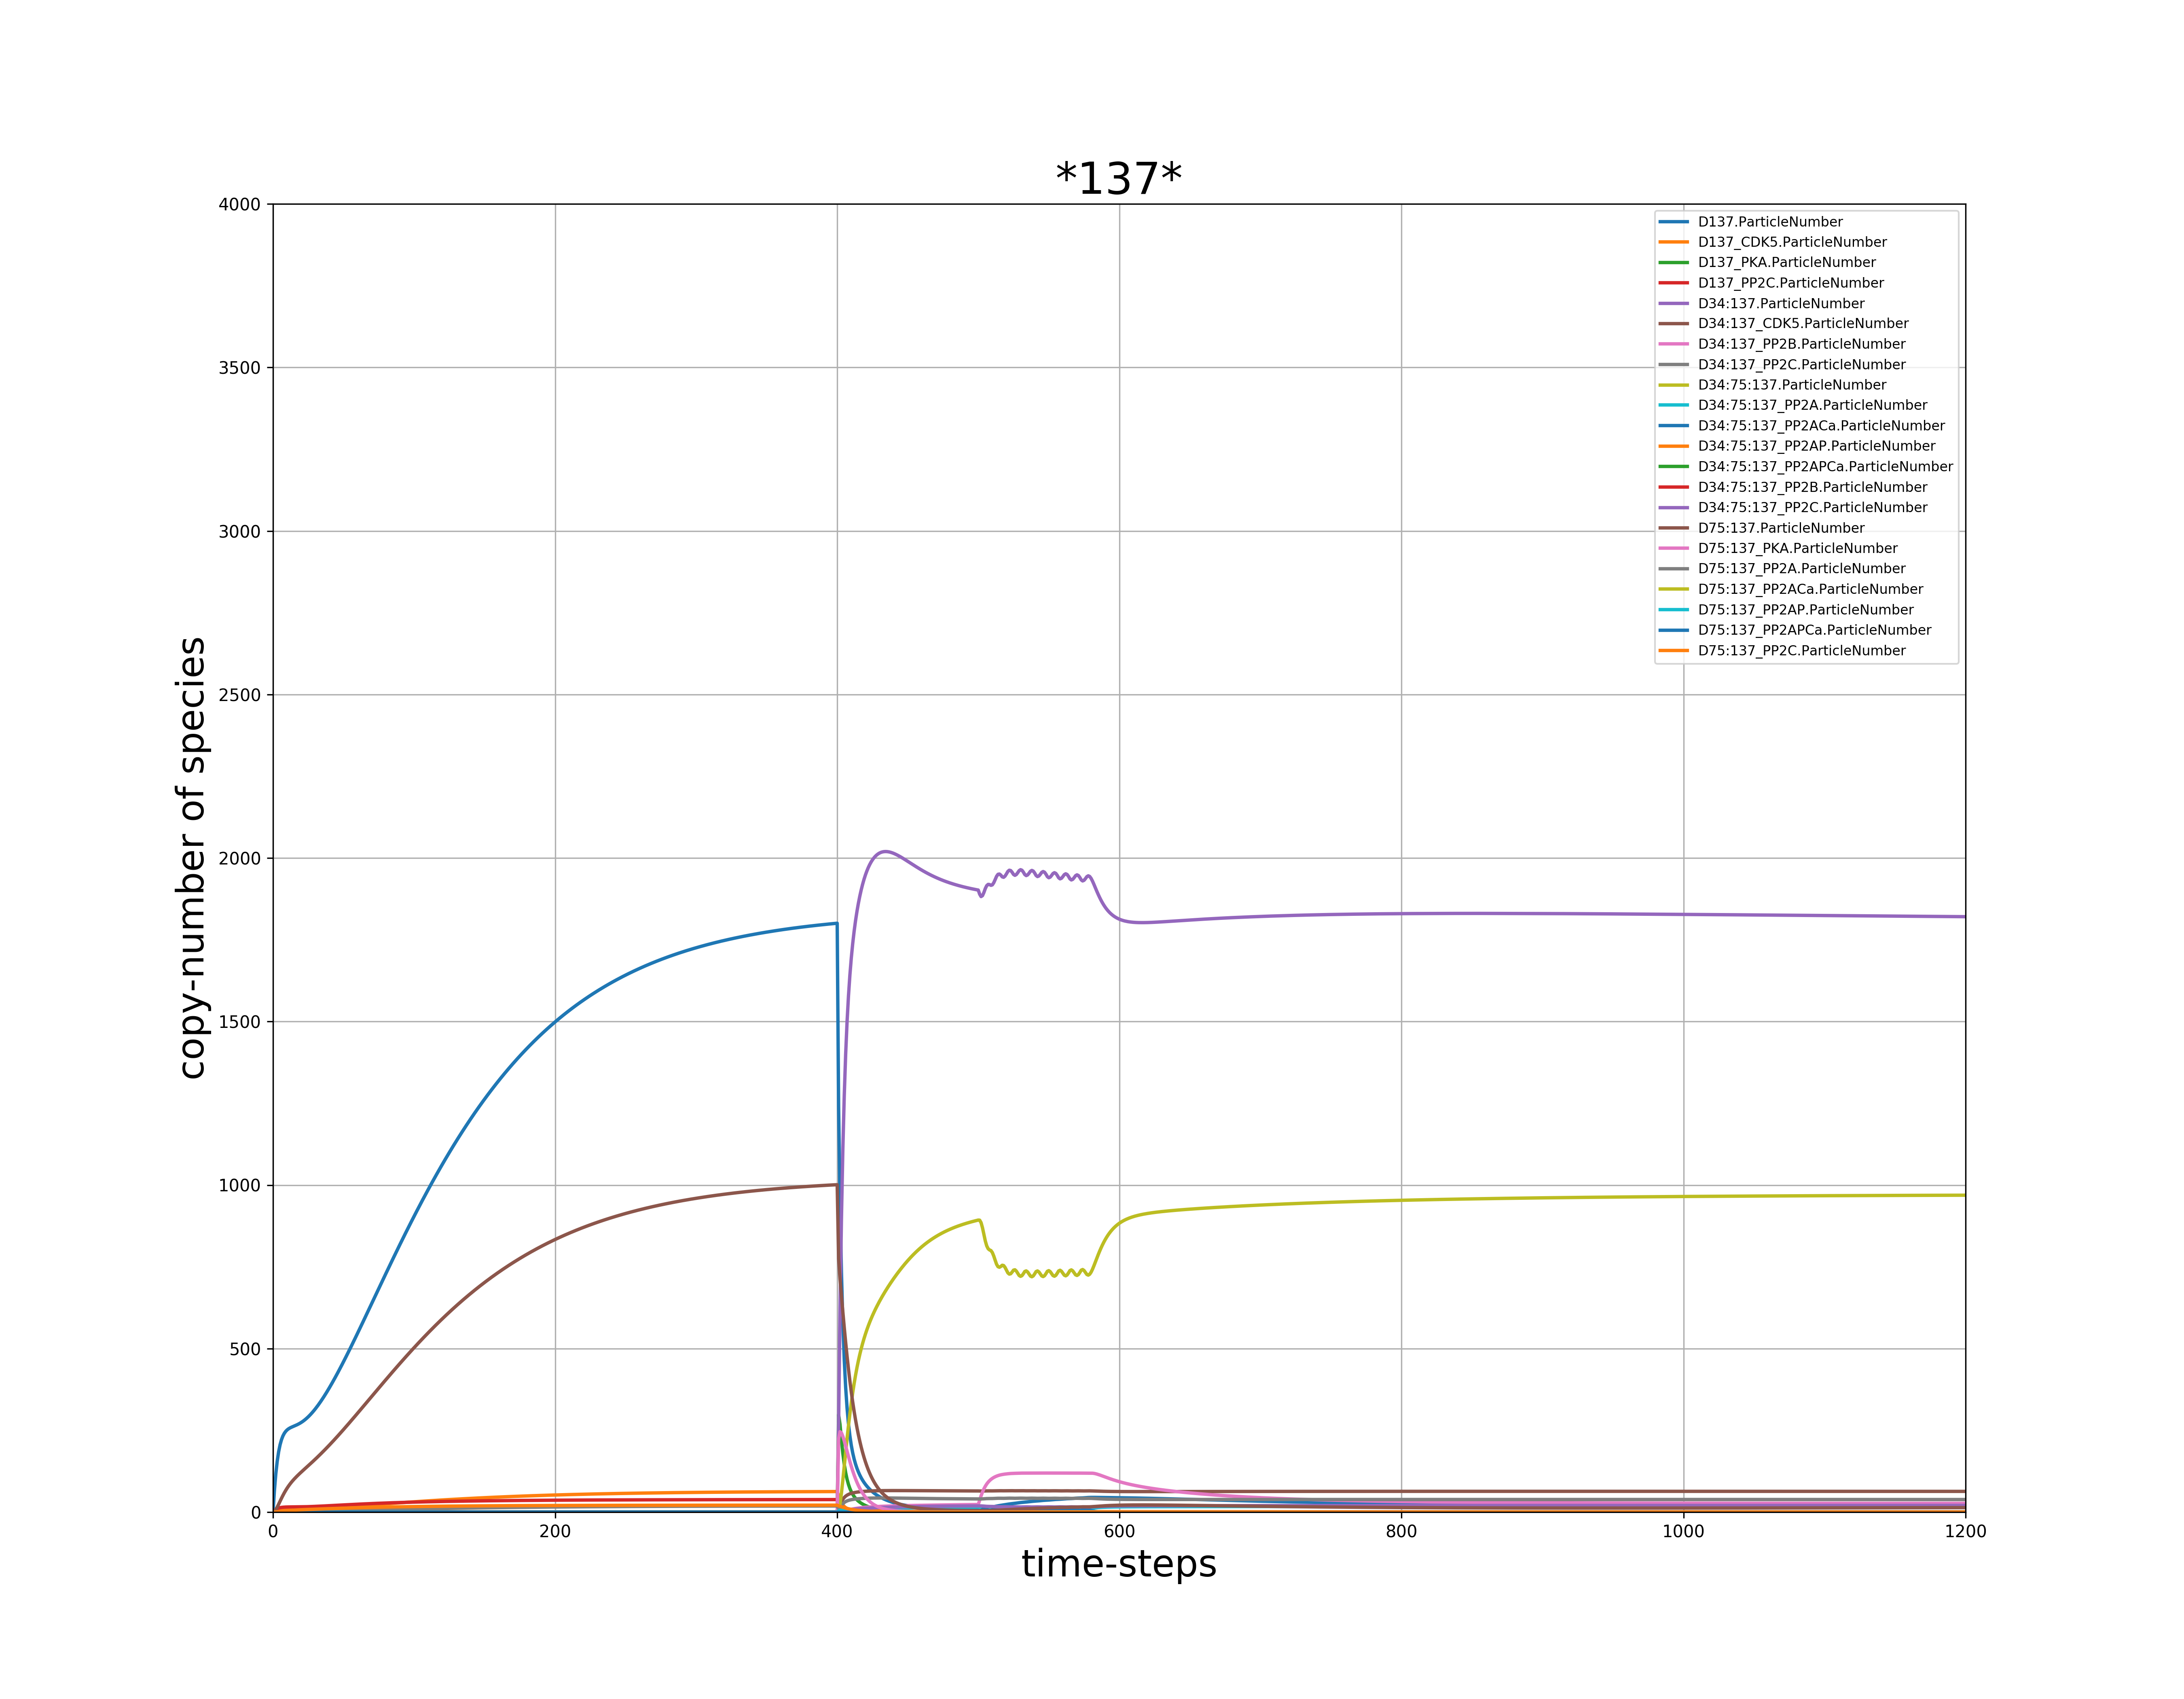 *137*
4000
3500
3000
2500
2000
1500
1000
500
0
copy-number of species
D137.ParticleNumber
D137_CDK5.ParticleNumber
D137_PKA.ParticleNumber
D137_PP2C.ParticleNumber
D34:137.ParticleNumber
D34:137_CDK5.ParticleNumber
D34:137_PP2B.ParticleNumber
D34:137_PP2C.ParticleNumber
D34:75:137.ParticleNumber
D34:75:137_PP2A.ParticleNumber
D34:75:137_PP2ACa.ParticleNumber
D34:75:137_PP2AP.ParticleNumber
D34:75:137_PP2APCa.ParticleNumber
D34:75:137_PP2B.ParticleNumber
D34:75:137_PP2C.ParticleNumber
D75:137.ParticleNumber
D75:137_PKA.ParticleNumber
D75:137_PP2A.ParticleNumber
D75:137_PP2ACa.ParticleNumber
D75:137_PP2AP.ParticleNumber
D75:137_PP2APCa.ParticleNumber
D75:137_PP2C.ParticleNumber
0 200 400 600 800 1000 1200
time-steps